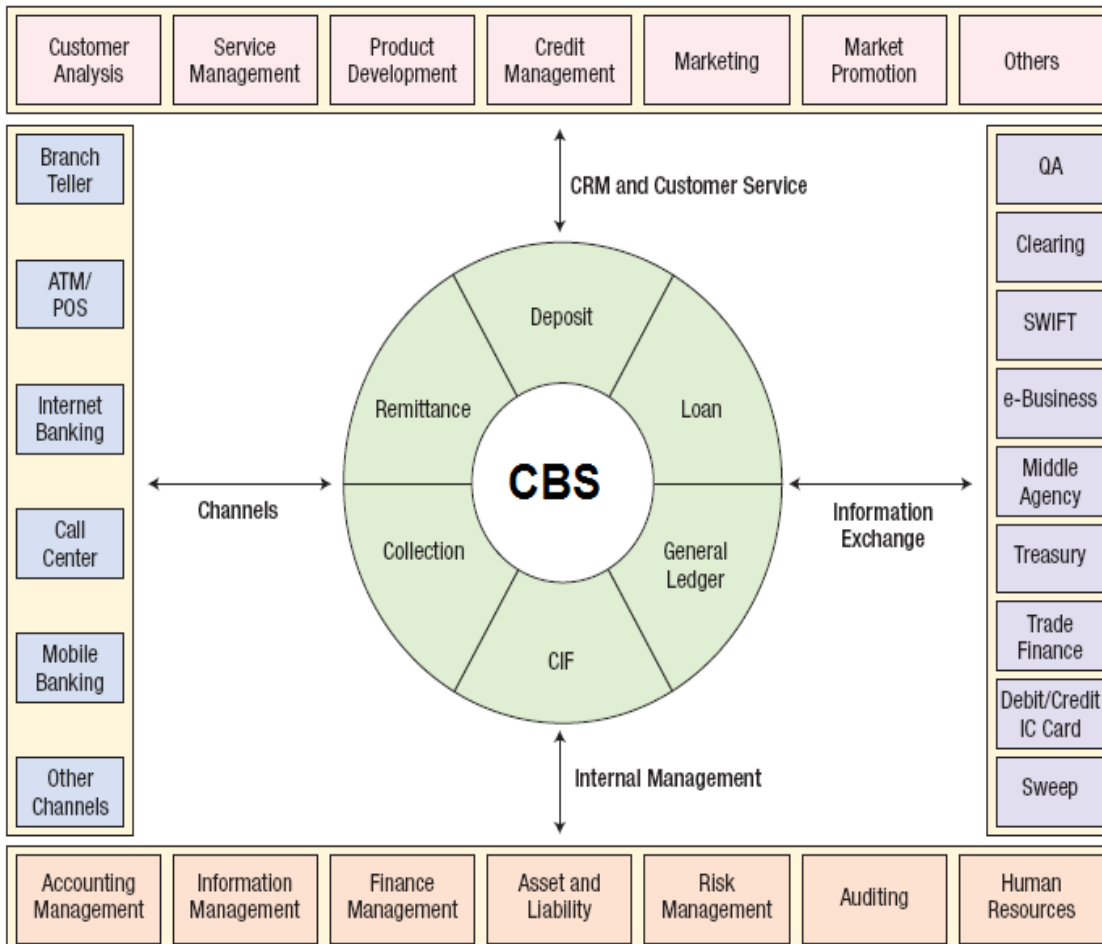 Customer
Analysis
Service
Management
Product
Development
Credit
Management
Marketing
Market
Promotion
Others
Branch
Teller
ATM/
POS
Internet
Banking
Call
Center
Mobile
Banking
Other
Channels
CRM and Customer Service
Channels
Deposit
Remittance
Loan
CBS
Collection
General
Ledger
CIF
Information
Exchange
Internal Management
QA
Clearing
SWIFT
e-Business
Middle
Agency
Treasury
Trade
Finance
Debit/Credit
IC Card
Sweep
Accounting
Management
Information
Management
Finance
Management
Asset and
Liability
Risk
Management
Auditing
Human
Resources